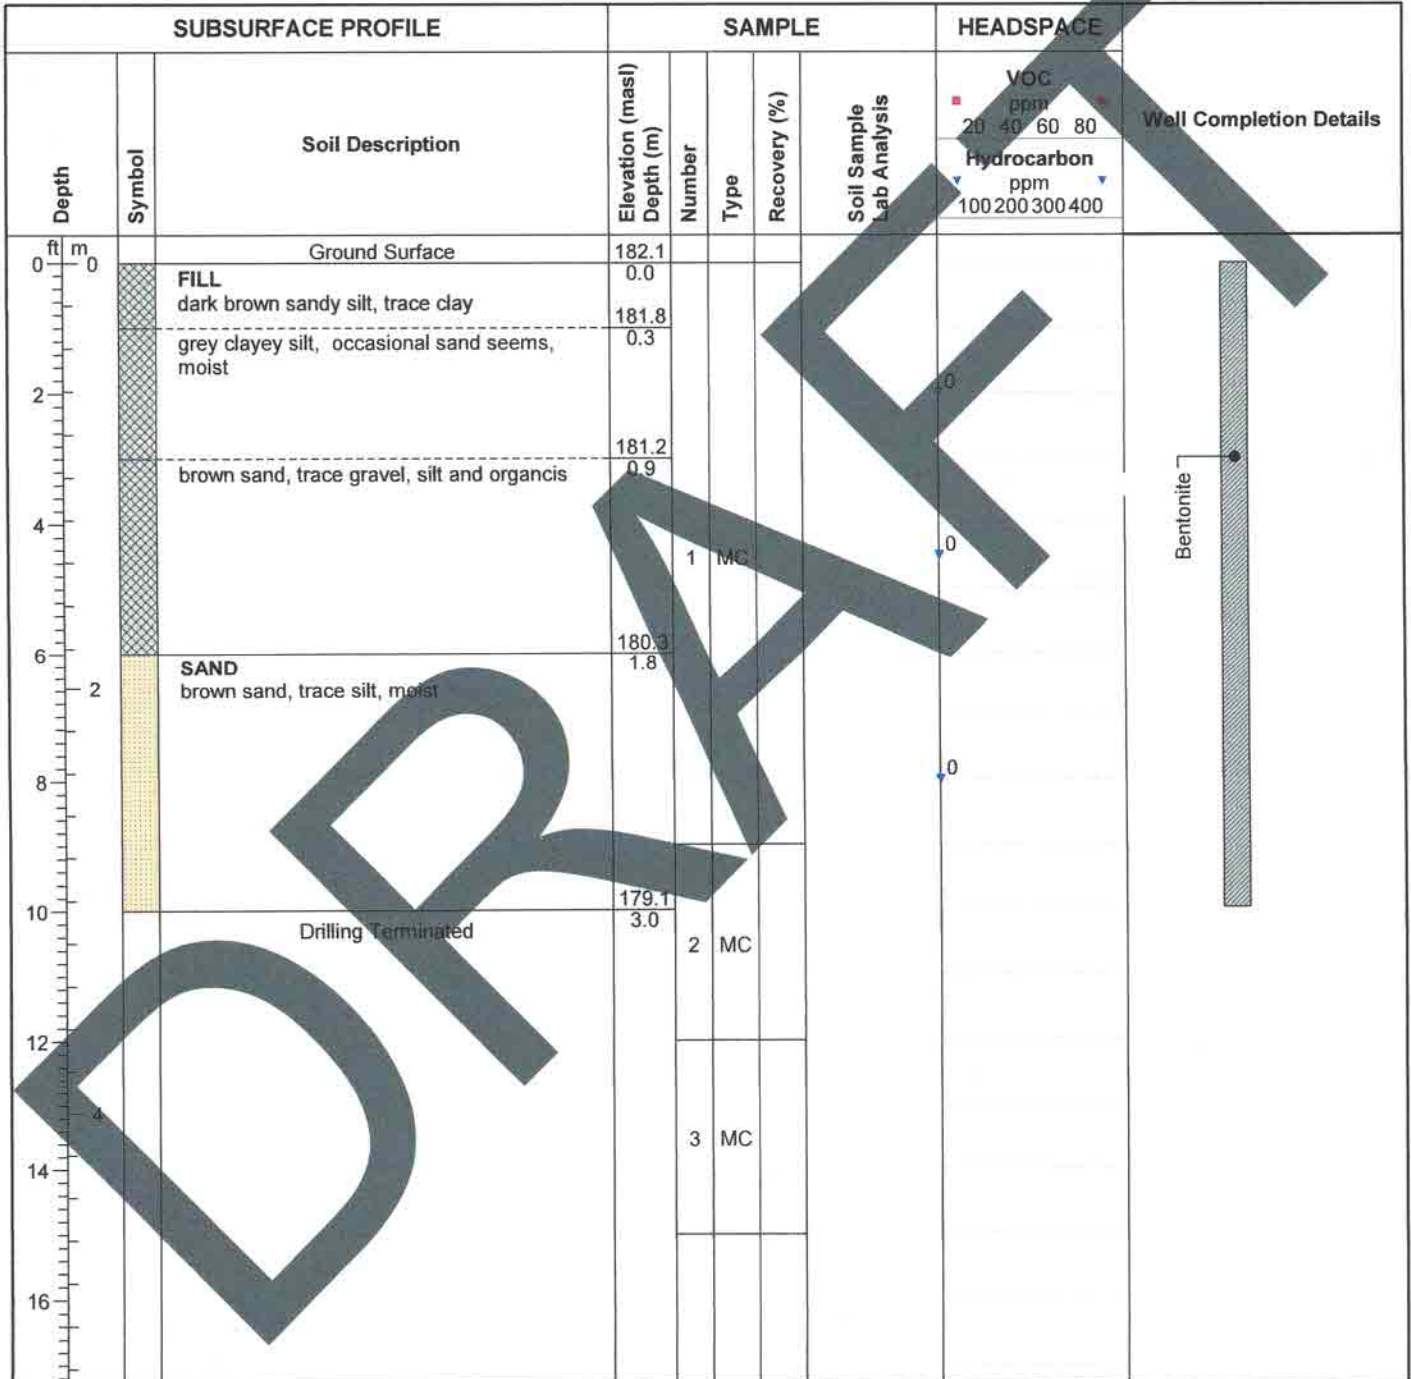 SUBSURFACE PROFILE
SAMPLE
HEADSPACE
Depth
Symbol
Soil Description
Elevation (masl)
Depth (m)
Number
Type
Recovery (%)
Soil Sample
Lab Analysis
VOC
ppm
20 40 60 80
Hydrocarbon
ppm
100 200 300 400
Well Completion Details
ft m
0 0
Ground Surface
182.1
0.0
FILL
dark brown sandy silt, trace clay
181.8
0.3
grey clayey silt, occasional sand seems,
moist
0
2
181.2
0.9
brown sand, trace gravel, silt and organcis
Bentonite
4
1 MC
0
6
180.3
1.8
SAND
brown sand, trace silt, moist
2
0
8
179.1
3.0
10
Drilling Terminated
2 MC
12
4
3 MC
14
16
DRAFT